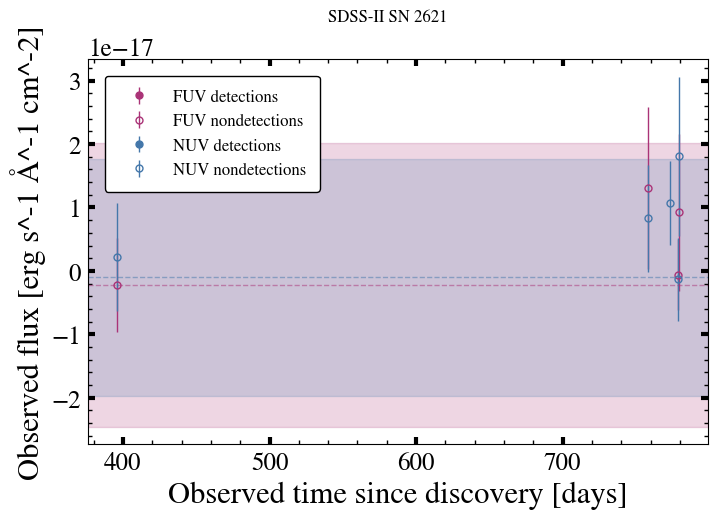 SDSS-II SN 2621
1e−17
FUV detections
FUV nondetections
NUV detections
NUV nondetections
3
2
1
0
−1
−2
Observed flux [erg s^-1 Å^-1 cm^-2]
400 500 600 700
Observed time since discovery [days]